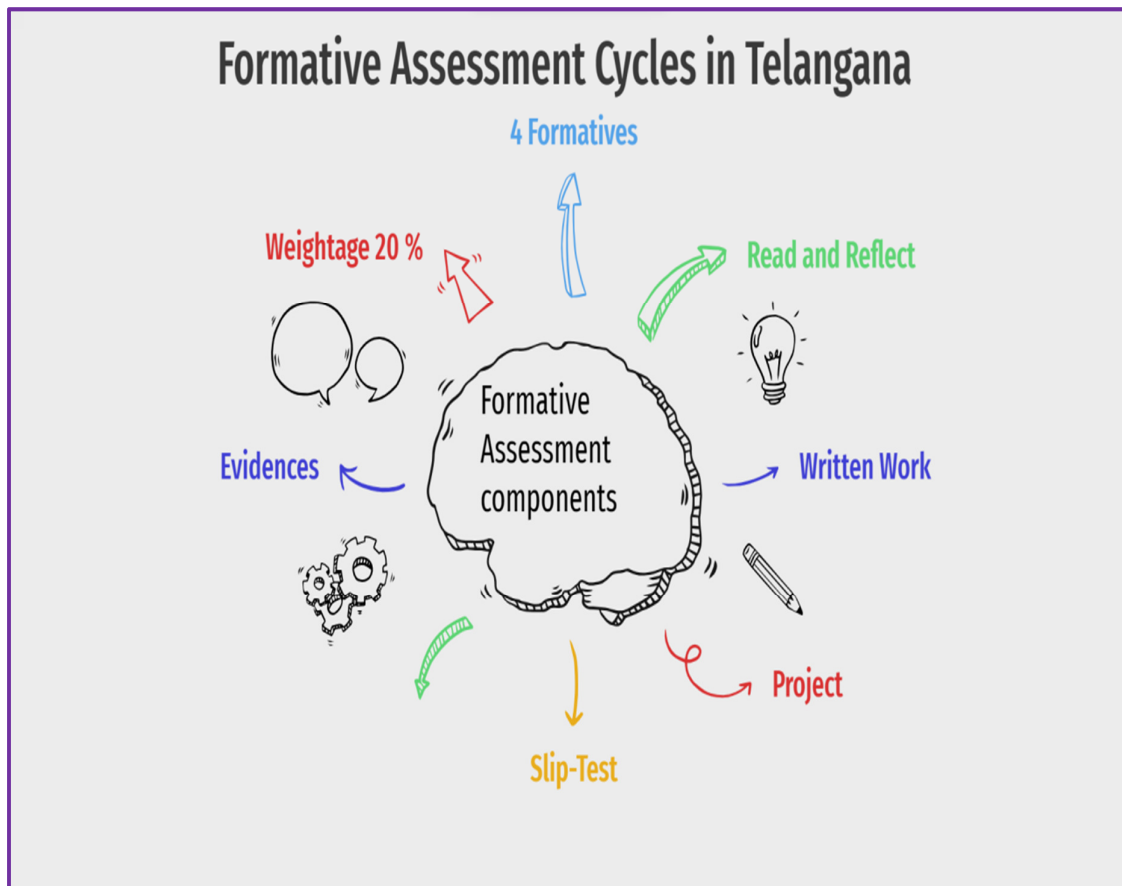 Formative Assessment Cycles in Telangana
4 Formatives
Weightage 20 %
Read and Reflect
Formative
Assessment
components
Evidences
Written Work
Project
Slip-Test